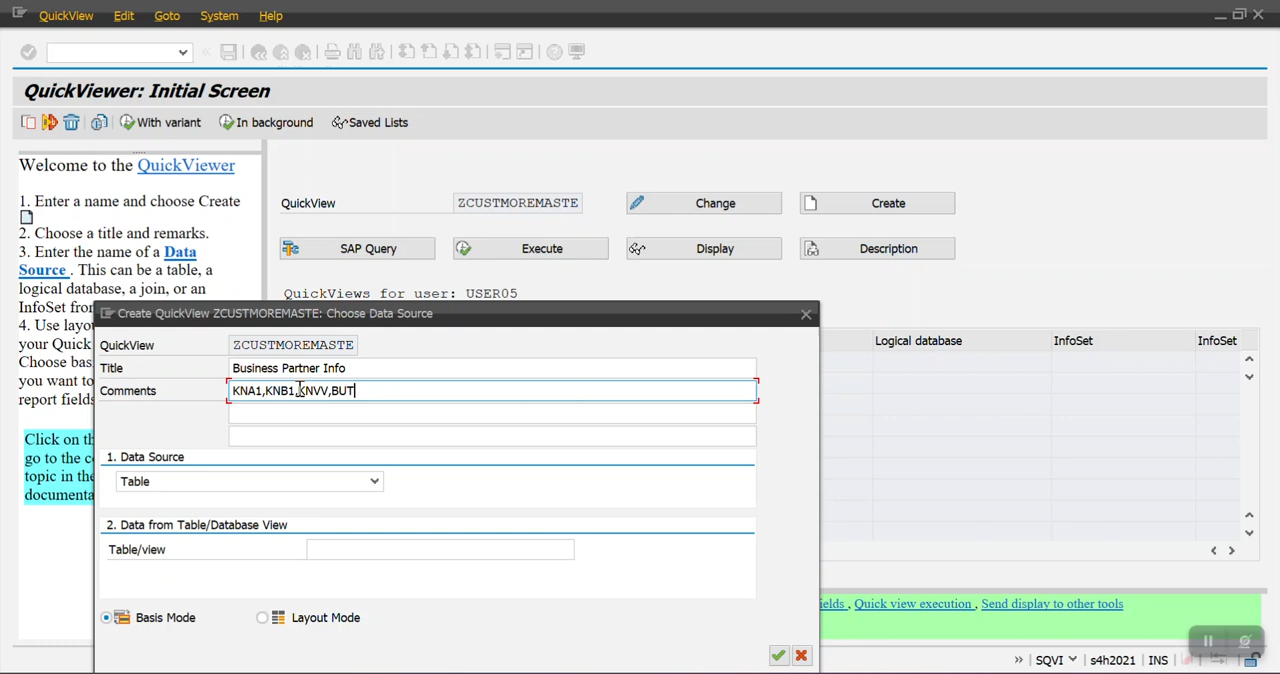 QuickView Edit Goto System Help
QuickViewer: Initial Screen
With variant In background Saved Lists
Welcome to the QuickViewer
1. Enter a name and choose Create
2. Choose a title and remarks.
3. Enter the name of a Data
Source . This can be a table, a
logical database, a join, or an
InfoSet from
4. Use layou
your Quick
Choose bas
you want to
report fields
Click on th
go to the co
topic in the
documenta
QuickView ZCUSTMOREMASTE Change Create
SAP Query Execute Display Description
QuickViews for user: USER05
Logical database InfoSet InfoSet
Create QuickView ZCUSTMOREMASTE: Choose Data Source
QuickView ZCUSTMOREMASTE
Title Business Partner Info
Comments KNA1,KNB1,KNVV,BUT
1. Data Source
Table
2. Data from Table/Database View
Table/view
Basis Mode Layout Mode
ields , Quick view execution , Send display to other tools
SQVI s4h2021 INS